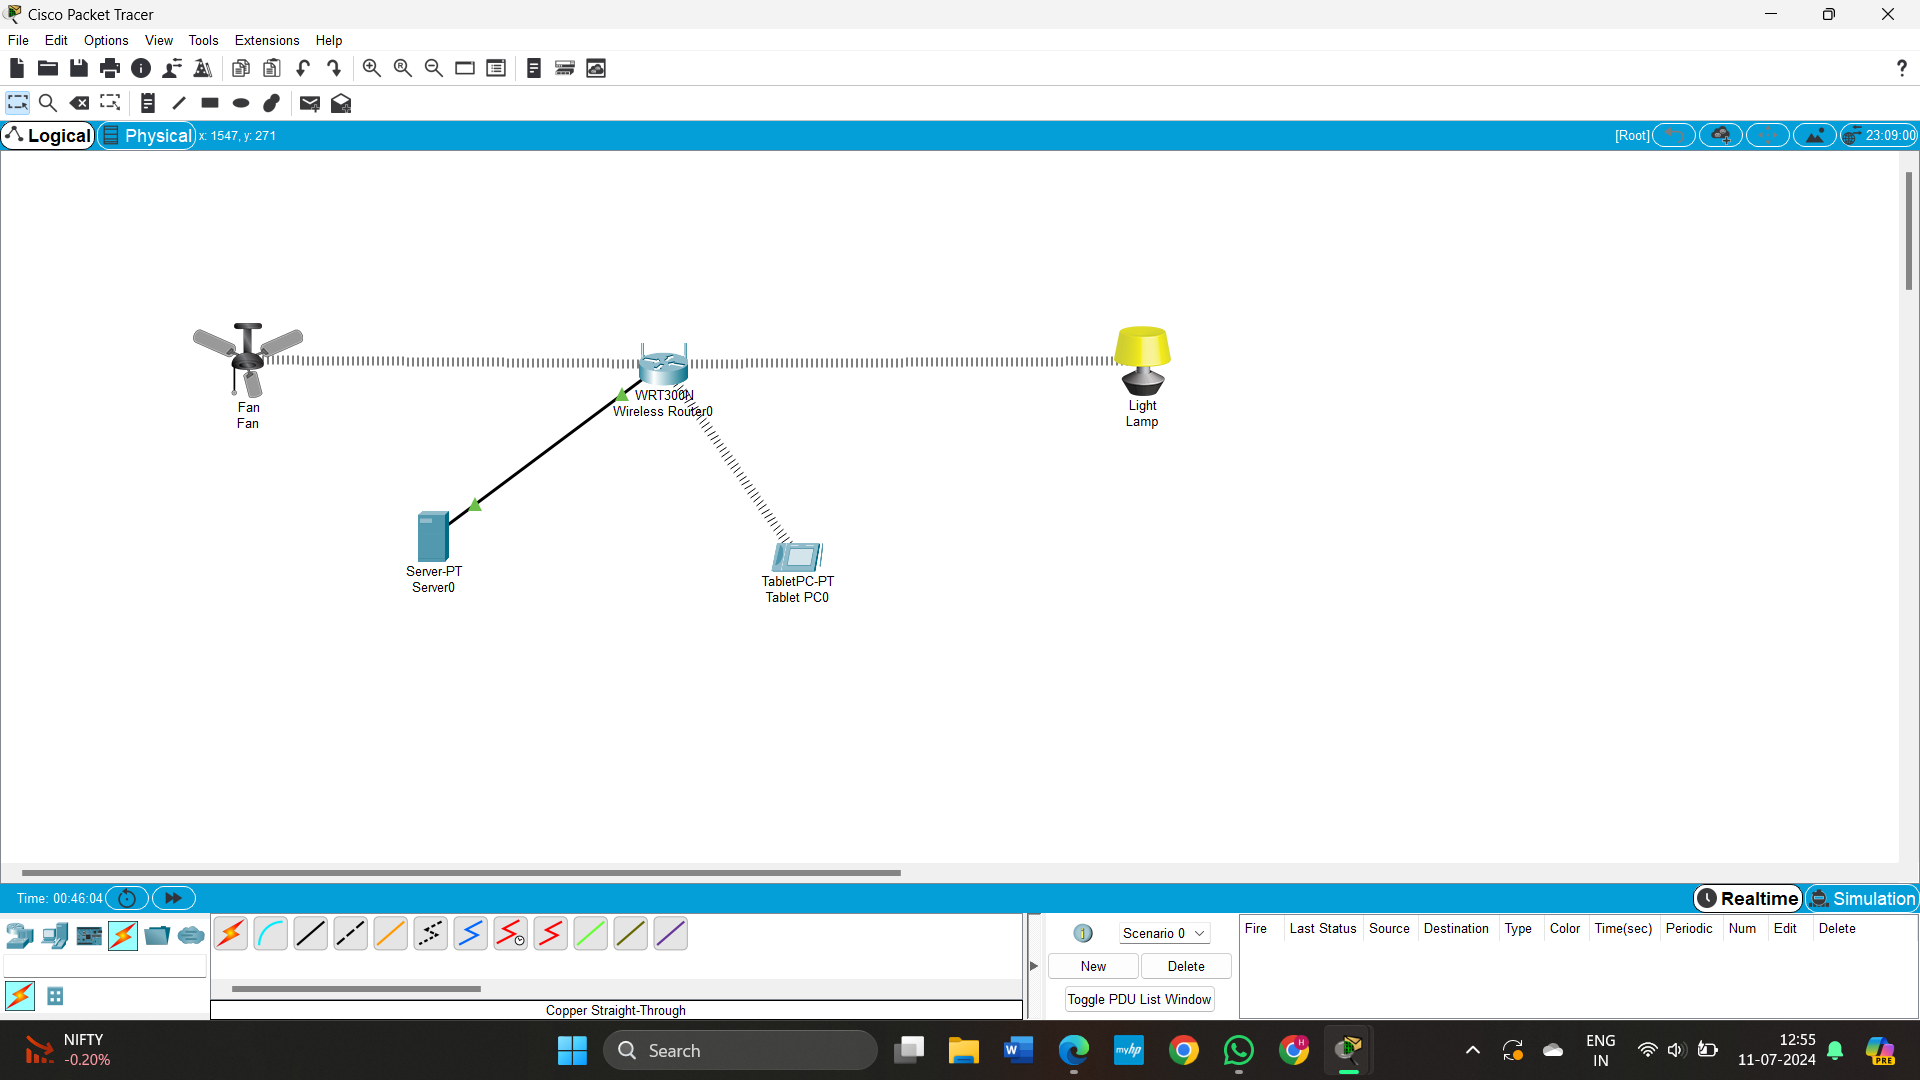 Cisco Packet Tracer
File Edit Options View Tools Extensions Help
?
Logical Physical x: 1547, y: 271 [Root] 23:09:00
Fan
Fan
WRT300N
Wireless Router0
Light
Lamp
Server-PT
Server0
TabletPC-PT
Tablet PC0
Time: 00:46:04 Realtime Simulation
1 Scenario 0
New Delete
Toggle PDU List Window
Fire Last Status Source Destination Type Color Time(sec) Periodic Num Edit Delete
Copper Straight-Through
NIFTY
-0.20%
Search
myhp
H
ENG
IN
12:55
11-07-2024
PRE